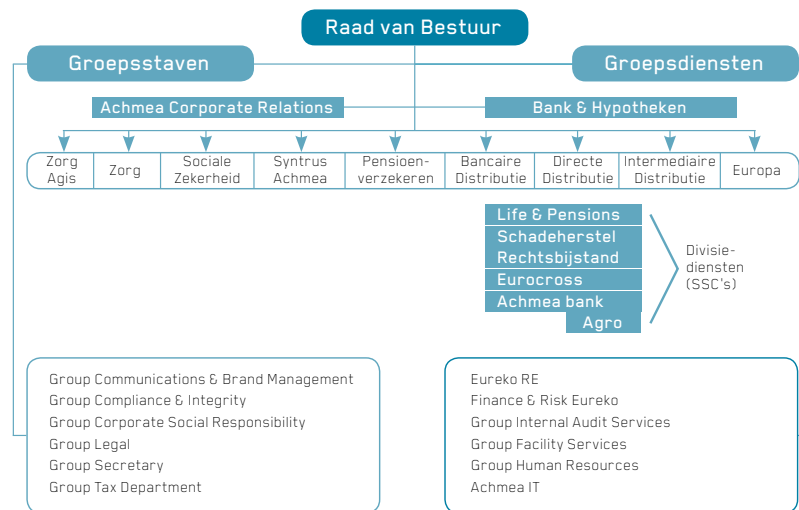 Raad van Bestuur
Groepsstaven
Groepsdiensten
Achmea Corporate Relations
Bank & Hypotheken
Zorg
Agis
Zorg
Sociale
Zekerheid
Syntrus
Achmea
Pensioen-
verzekeren
Bancaire
Distributie
Directe
Distributie
Intermediaire
Distributie
Europa
Life & Pensions
Schadeherstel
Rechtsbijstand
Eurocross
Achmea bank
Agro
Divisie-
diensten
(SSC's)
Group Communications & Brand Management
Group Compliance & Integrity
Group Corporate Social Responsibility
Group Legal
Group Secretary
Group Tax Department
Eureko RE
Finance & Risk Eureko
Group Internal Audit Services
Group Facility Services
Group Human Resources
Achmea IT